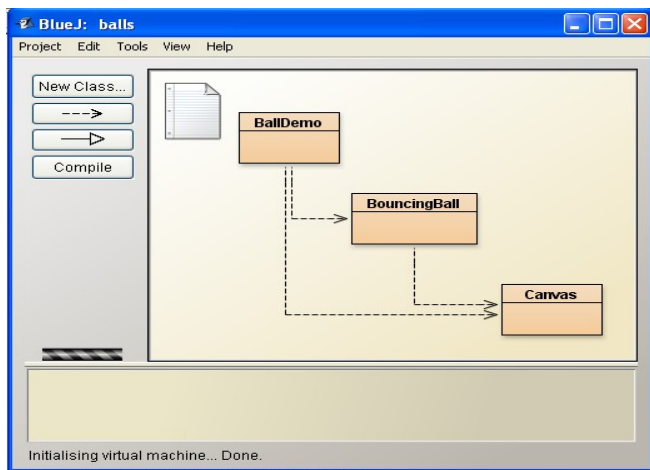 BlueJ: balls
Project Edit Tools View Help
New Class...
Compile
BallDemo
BouncingBall
Canvas
Initialising virtual machine... Done.